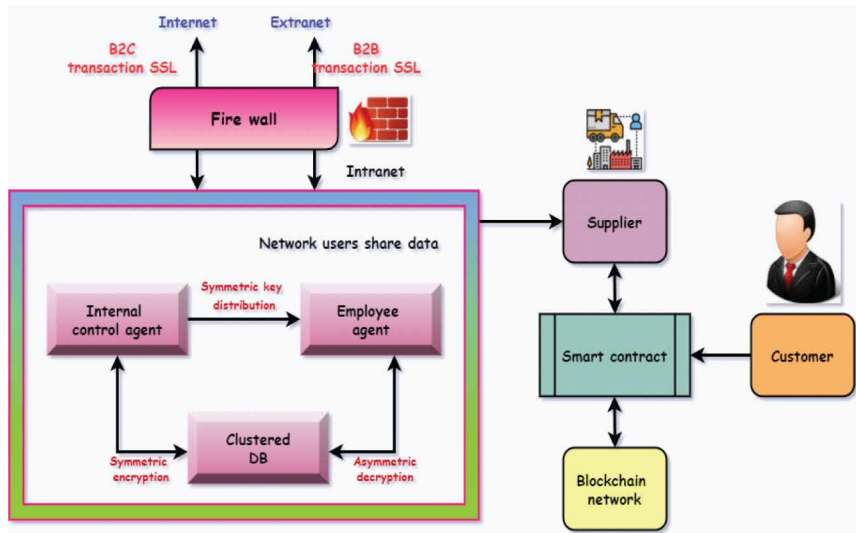 Internet
Extranet
B2C
transaction SSL
B2B
transaction SSL
Fire wall
Intranet
Network users share data
Symmetric key
distribution
Internal
control agent
Employee
agent
Clustered
DB
Symmetric
encryption
Asymmetric
decryption
Supplier
Smart contract
Customer
Blockchain
network